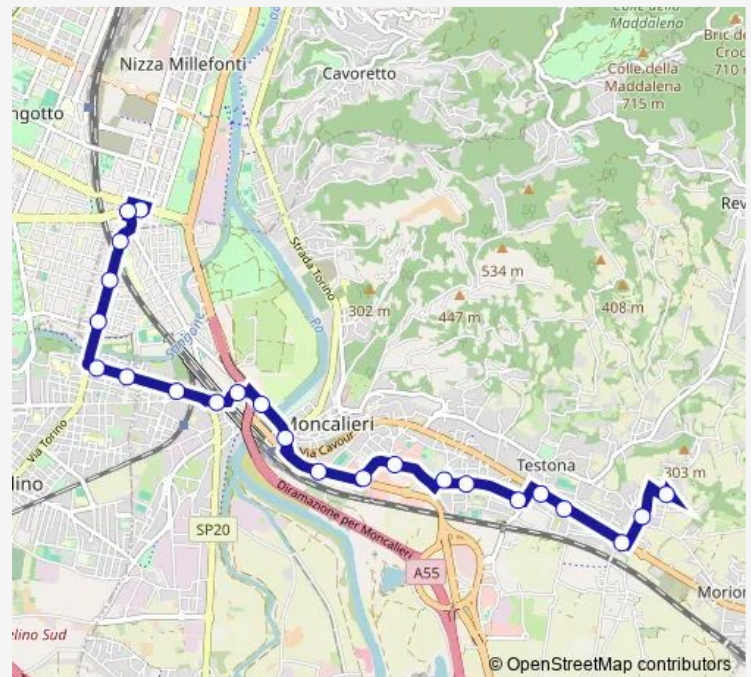 Colle della
Maddalena
Nizza Millefonti
Cavoretto
Colle della
Maddalena
715 m
Bric de
Croc
710
ngotto
Rev
Strada Torino
534 m
302 m
447 m
408 m
Sangone
Po
Moncalieri
Via Cavour
Via Torino
Testona
303 m
lino
SP20
Diramazione per Moncalieri
A55
Morion
elino Sud
© OpenStreetMap contributors